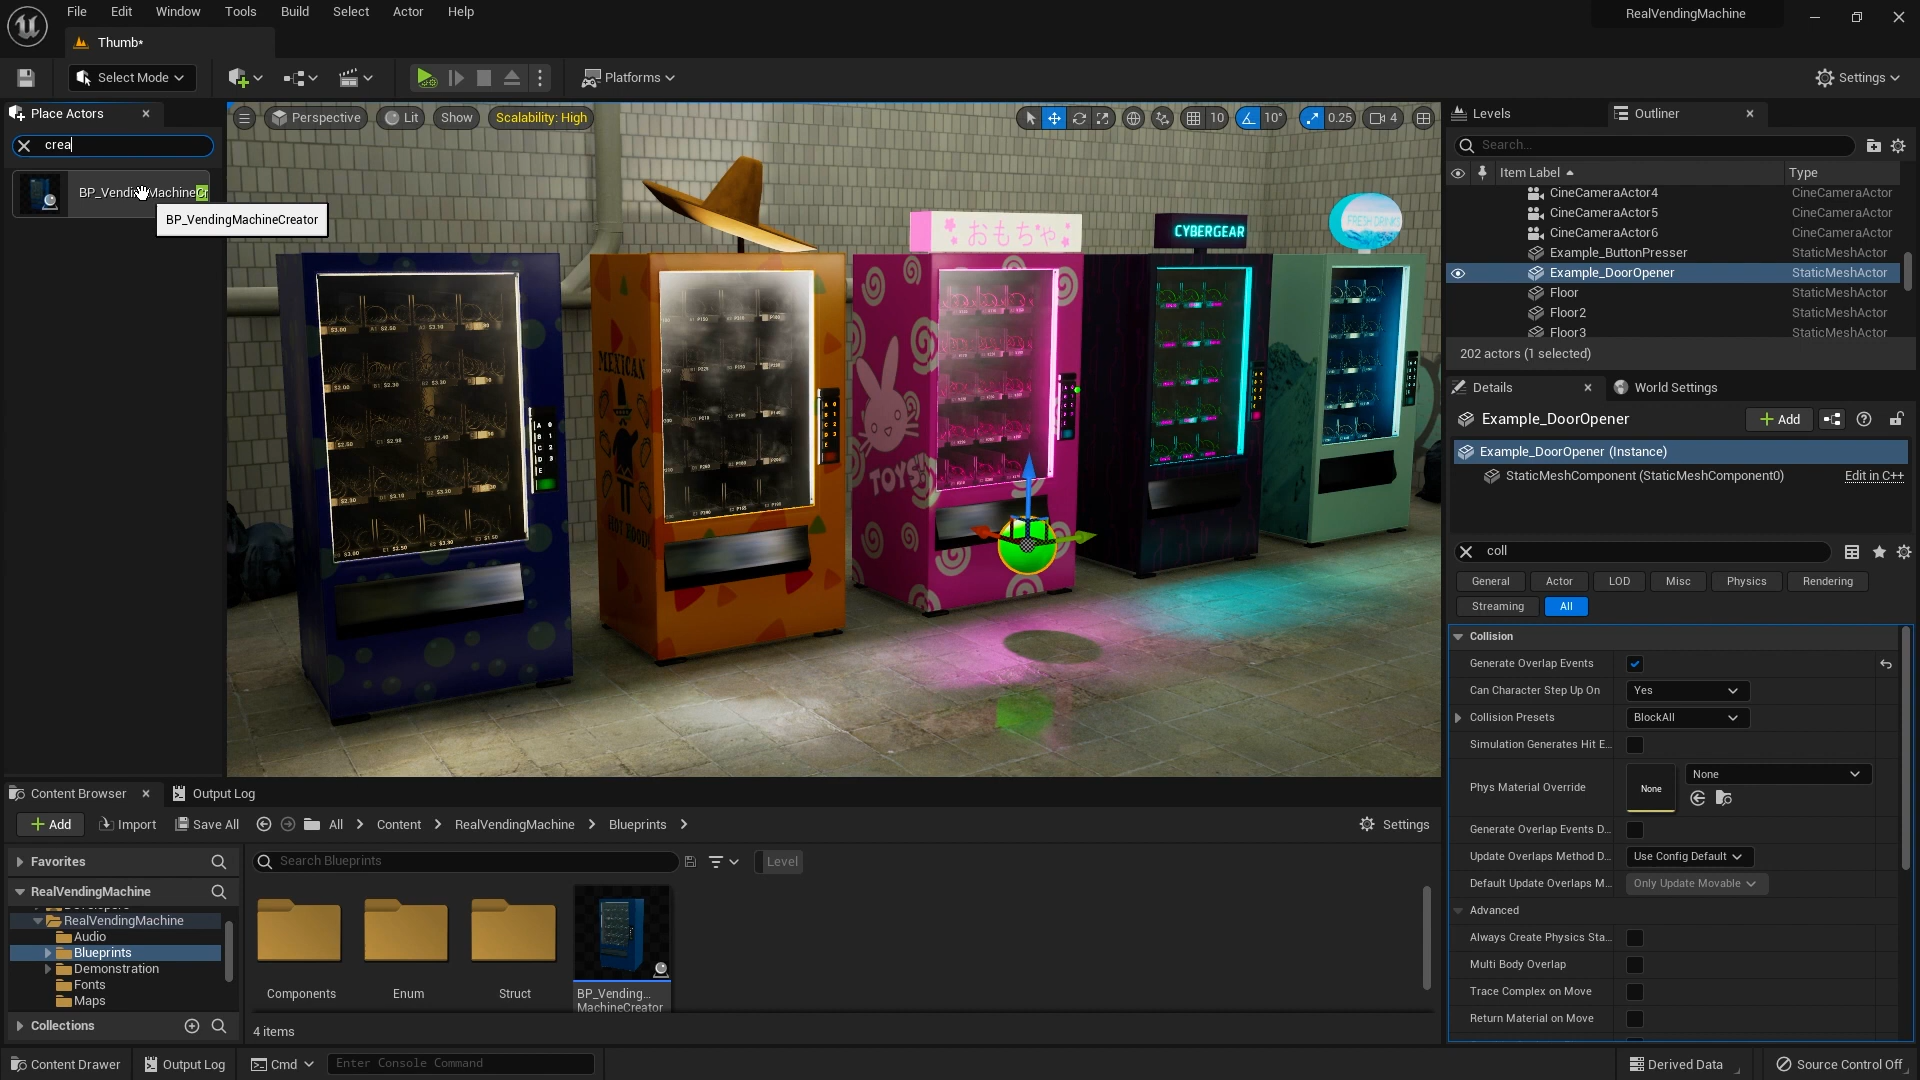 File Edit Window Tools Build Select Actor Help
RealVendingMachine
Thumb*
Select Mode
Platforms
Settings
Place Actors
crea
BP_VendingMachineCr
BP_VendingMachineCreator
Perspective
Lit
Show
Scalability: High
10
10°
0.25
4
おもちゃ
CYBERGEAR
FRESH DRINKS
MEXICAN
HOT FOOD!
TOYS
Levels
Outliner
Search...
Item Label
Type
CineCameraActor4 CineCameraActor
CineCameraActor5 CineCameraActor
CineCameraActor6 CineCameraActor
Example_ButtonPresser StaticMeshActor
Example_DoorOpener StaticMeshActor
Floor StaticMeshActor
Floor2 StaticMeshActor
Floor3 StaticMeshActor
202 actors (1 selected)
Details
World Settings
Example_DoorOpener
Add
Example_DoorOpener (Instance)
StaticMeshComponent (StaticMeshComponent0)
Edit in C++
coll
General Actor LOD Misc Physics Rendering
Streaming All
Collision
Generate Overlap Events
Can Character Step Up On Yes
Collision Presets BlockAll
Simulation Generates Hit E...
Phys Material Override None None
Generate Overlap Events D...
Update Overlaps Method D... Use Config Default
Default Update Overlaps M... Only Update Movable
Advanced
Always Create Physics Sta...
Multi Body Overlap
Trace Complex on Move
Return Material on Move
Content Browser
Output Log
Add
Import
Save All
All
Content
RealVendingMachine
Blueprints
Settings
Favorites
RealVendingMachine
Developers
RealVendingMachine
Audio
Blueprints
Demonstration
Fonts
Maps
Collections
Search Blueprints
Level
Components
Enum
Struct
BP_Vending...
MachineCreator
4 items
Content Drawer
Output Log
Cmd
Enter Console Command
Derived Data
Source Control Off